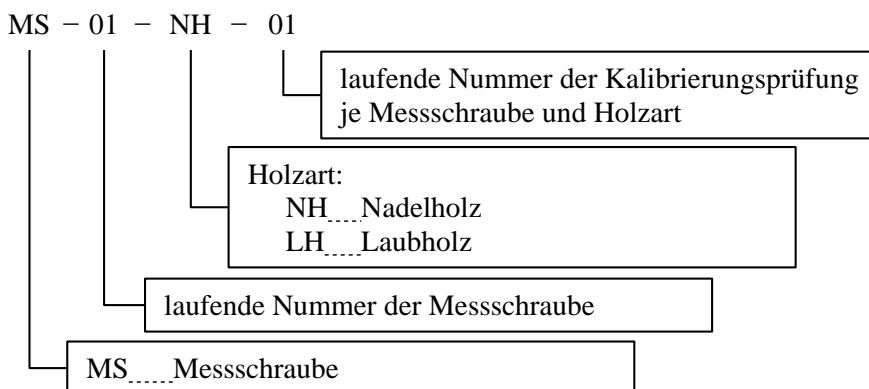 MS – 01 – NH – 01
laufende Nummer der Kalibrierungsprüfung
je Messschraube und Holzart
Holzart:
NH.....Nadelholz
LH.....Laubholz
laufende Nummer der Messschraube
MS.....Messschraube